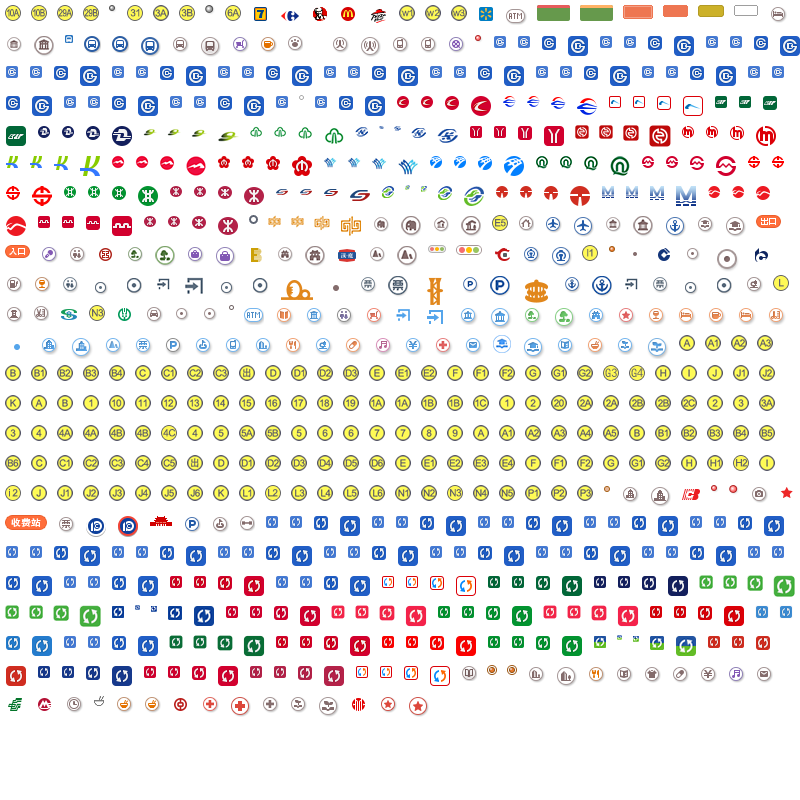 10A 10B 29A 29B 31 3A 3B 6A 7 W1 W2 W3 ATM
E5 出口
入口 I1
L
N3 ATM
A A1 A2 A3
B B1 B2 B3 B4 C C1 C2 C3 出 D D1 D2 D3 E E1 E2 F F1 F2 G G1 G2 G3 G4 H I J J1 J2
K A B 1 10 11 12 13 14 15 16 17 18 19 1A 1A 1B 1B 1C 1 2 20 2A 2A 2B 2B 2C 2 3 3A
3 4 4A 4A 4B 4B 4C 4 5 5A 5B 5 6 6 7 7 8 9 A A1 A2 A3 A4 A5 B B1 B2 B3 B4 B5
B6 C C1 C2 C3 C4 C5 出 D D1 D2 D3 D4 D5 D6 E E1 E2 E3 E4 F F1 F2 G G1 G2 H H1 H2 I
i2 J J1 J2 J3 J4 J5 J6 K L1 L2 L3 L4 L5 L6 N1 N2 N3 N4 N5 P1 P2 P3
收费站